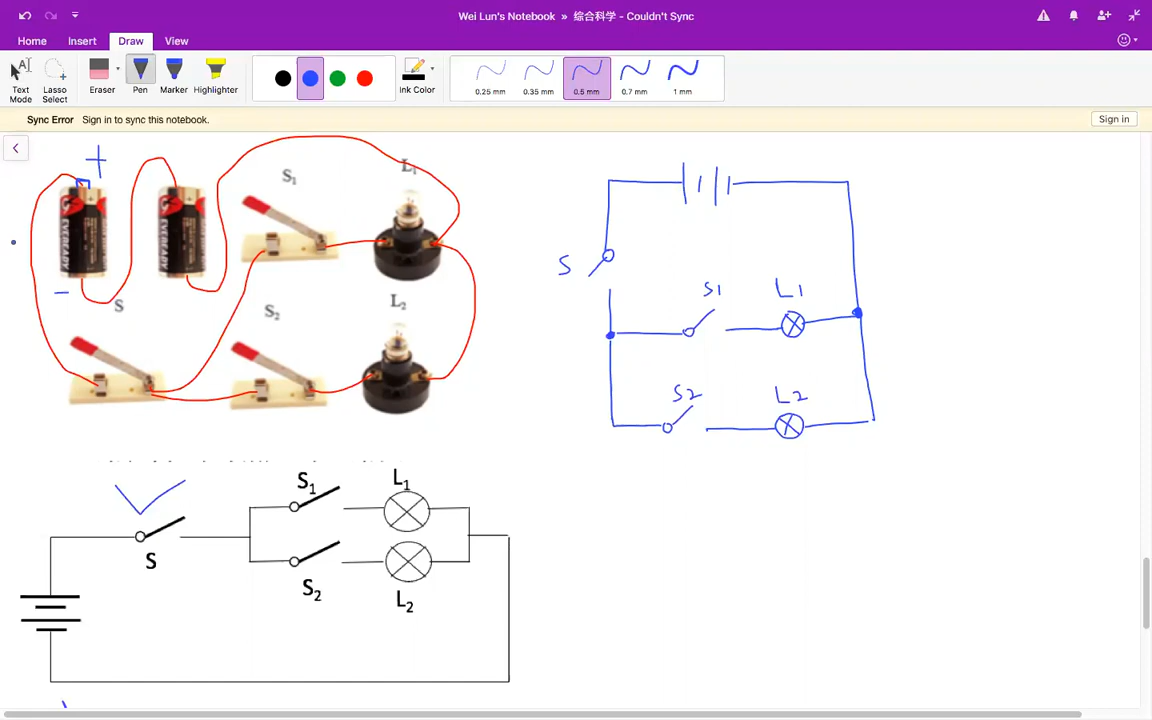 Wei Lun's Notebook » 综合科学 - Couldn't Sync
Home Insert Draw View
Text Mode
Lasso Select
Eraser
Pen
Marker
Highlighter
Ink Color
0.25 mm
0.35 mm
0.5 mm
0.7 mm
1 mm
Sync Error Sign in to sync this notebook.
Sign in
+
S1
L1
EVEREADY
EVEREADY
-
S
S2
L2
S
S1
L1
S2
L2
S1
L1
S
S2
L2